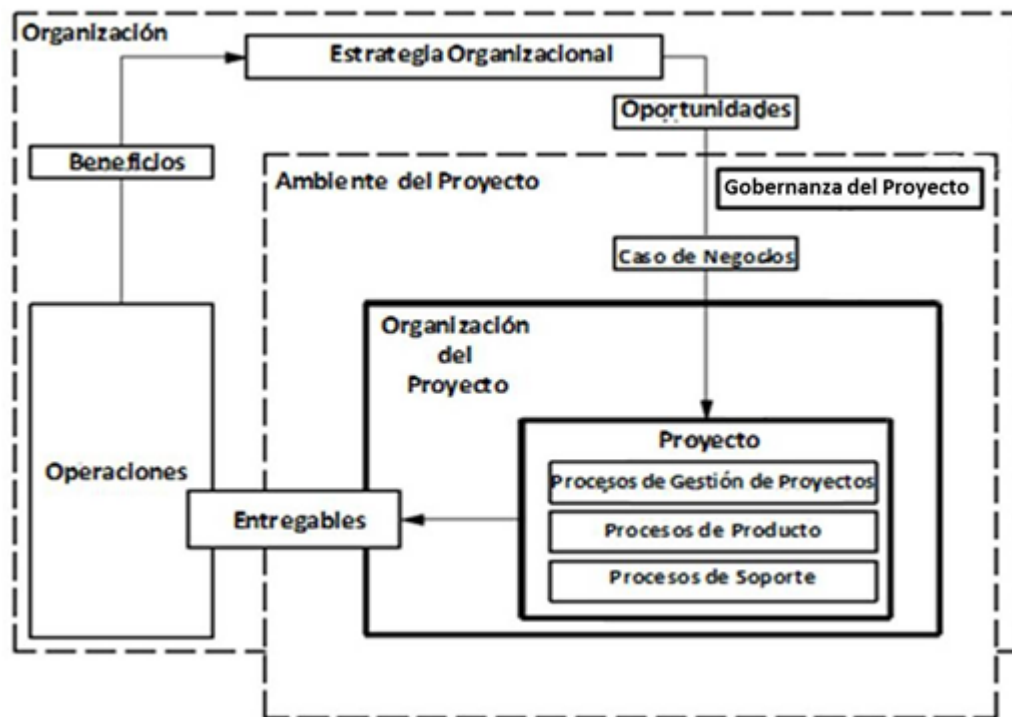 Organización
Estrategia Organizacional
Oportunidades
Beneficios
Ambiente del Proyecto
Gobernanza del Proyecto
Caso de Negocios
Organización
del
Proyecto
Proyecto
Procesos de Gestión de Proyectos
Operaciones
Entregables
Procesos de Producto
Procesos de Soporte